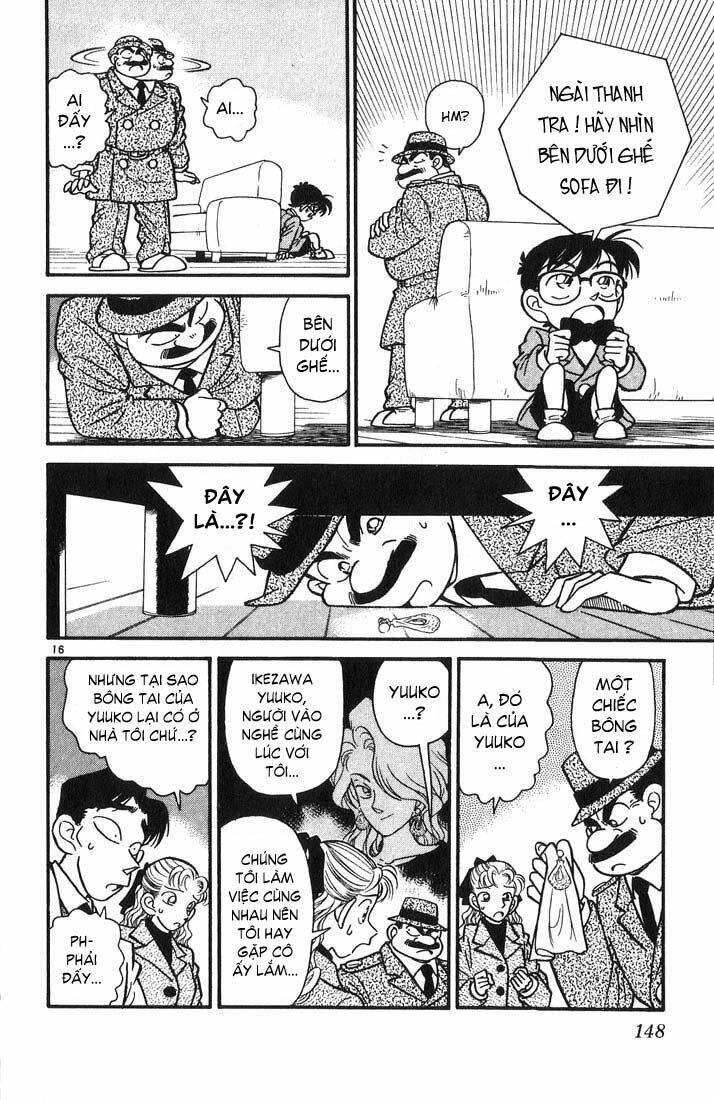 NGÀI THANH
TRA! HÃY NHÌN
BÊN DƯỚI GHẾ
SOFA ĐI!
HM?
AI...
AI
ĐẤY
...?
BÊN
DƯỚI
GHẾ...
ĐÂY
...
ĐÂY
LÀ...?!
16
MỘT
CHIẾC
BÔNG
TAI?
A, ĐÓ
LÀ CỦA
YUUKO
...
YUUKO
...?
IKEZAWA
YUUKO,
NGƯỜI VÀO
NGHỀ CÙNG
LÚC VỚI
TÔI...
CHÚNG
TÔI LÀM
VIỆC CÙNG
NHAU NÊN
TÔI HAY
GẶP CÔ
ẤY LẮM...
NHƯNG TẠI SAO
BÔNG TAI CỦA
YUUKO LẠI CÓ Ở
NHÀ TÔI CHỨ...?
PH-
PHẢI
ĐẤY...
148